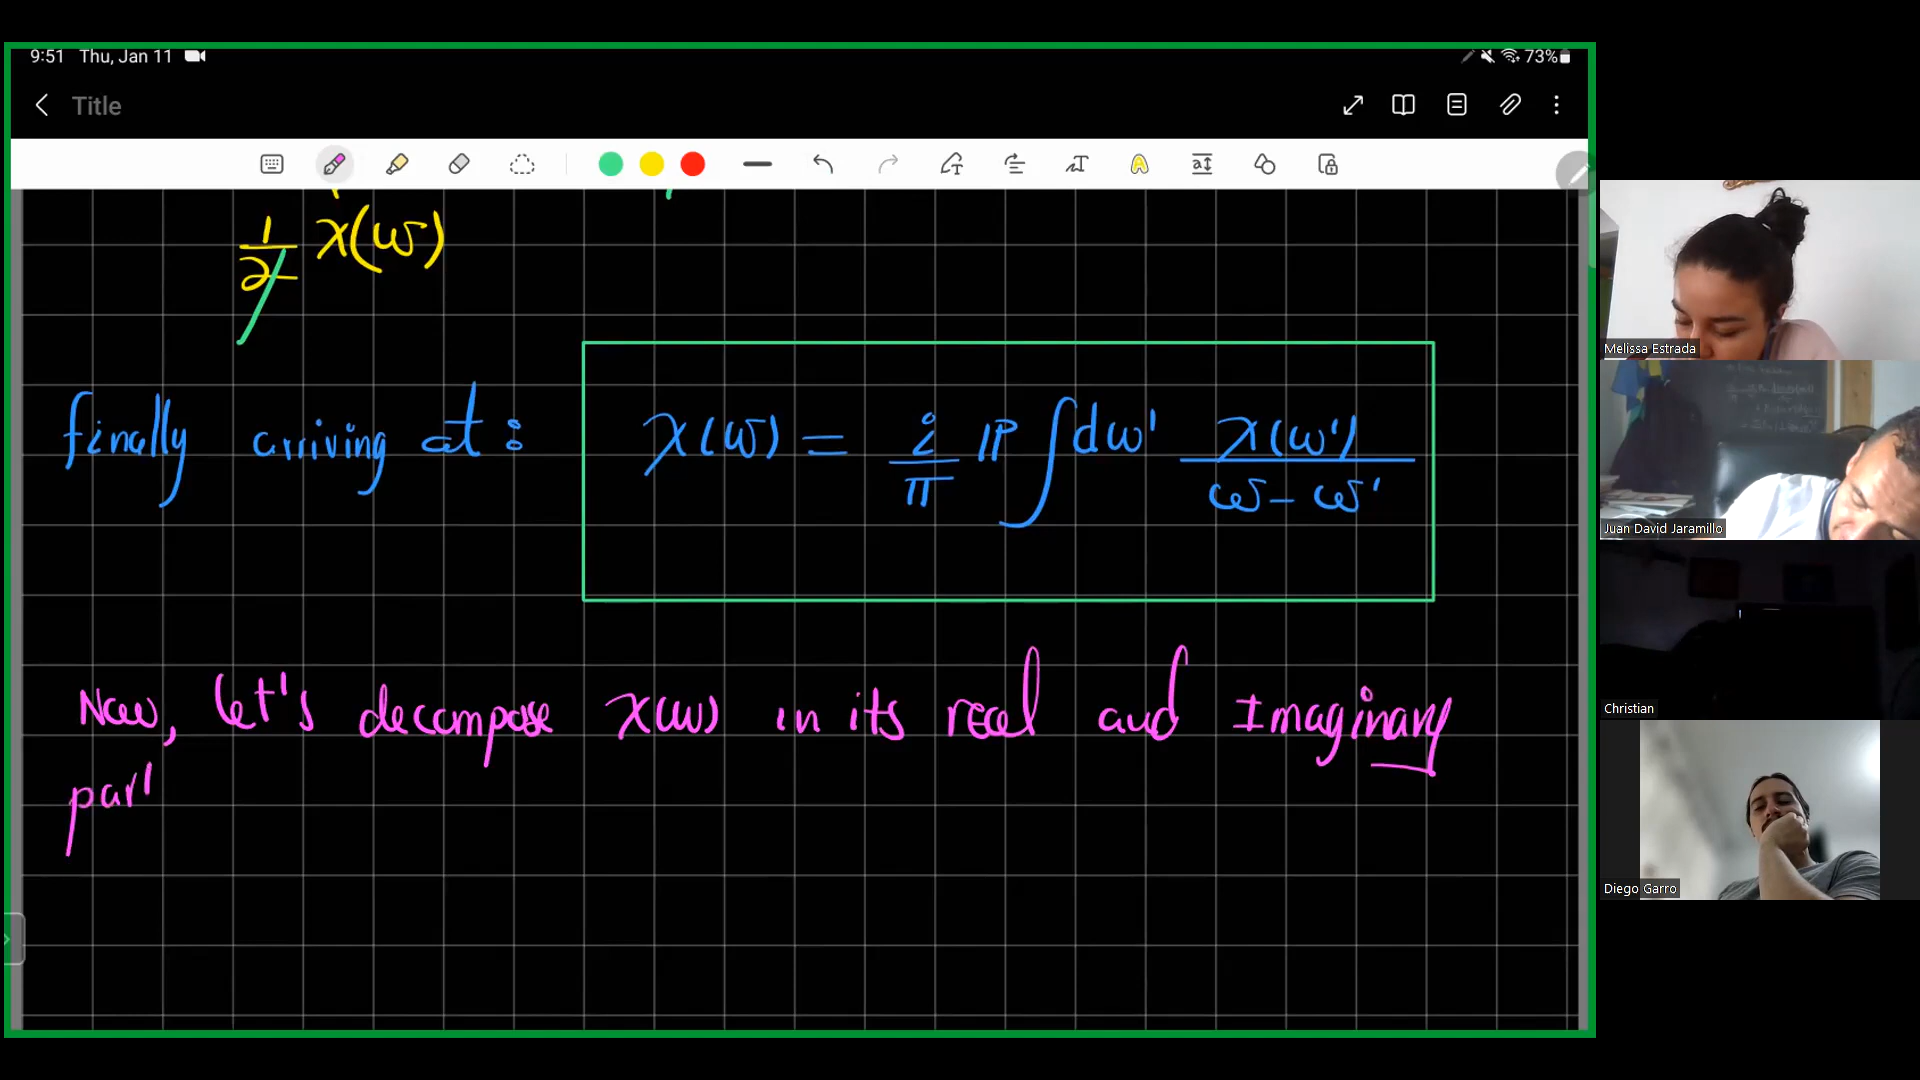 9:51 Thu, Jan 11
73%
Title
1/2 χ(ω)
finally arriving at: χ(ω) = i/π ℙ ∫ dω' χ(ω')/(ω - ω')
Now, let's decompose χ(ω) in its real and Imaginary
part
Melissa Estrada
Juan David Jaramillo
Christian
Diego Garro